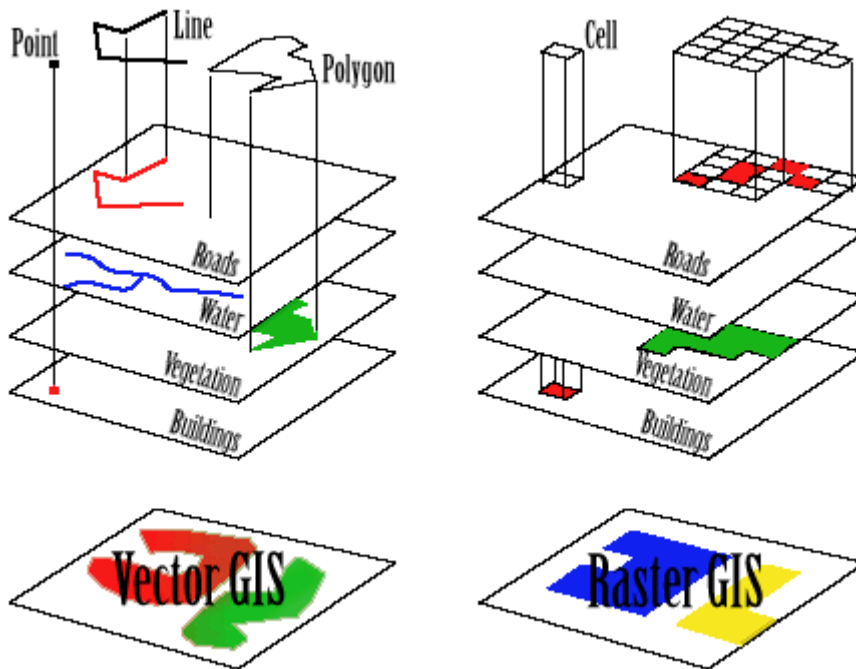 Point
Line
Polygon
Roads
Water
Vegetation
Buildings
Vector GIS
Cell
Roads
Water
Vegetation
Buildings
Raster GIS